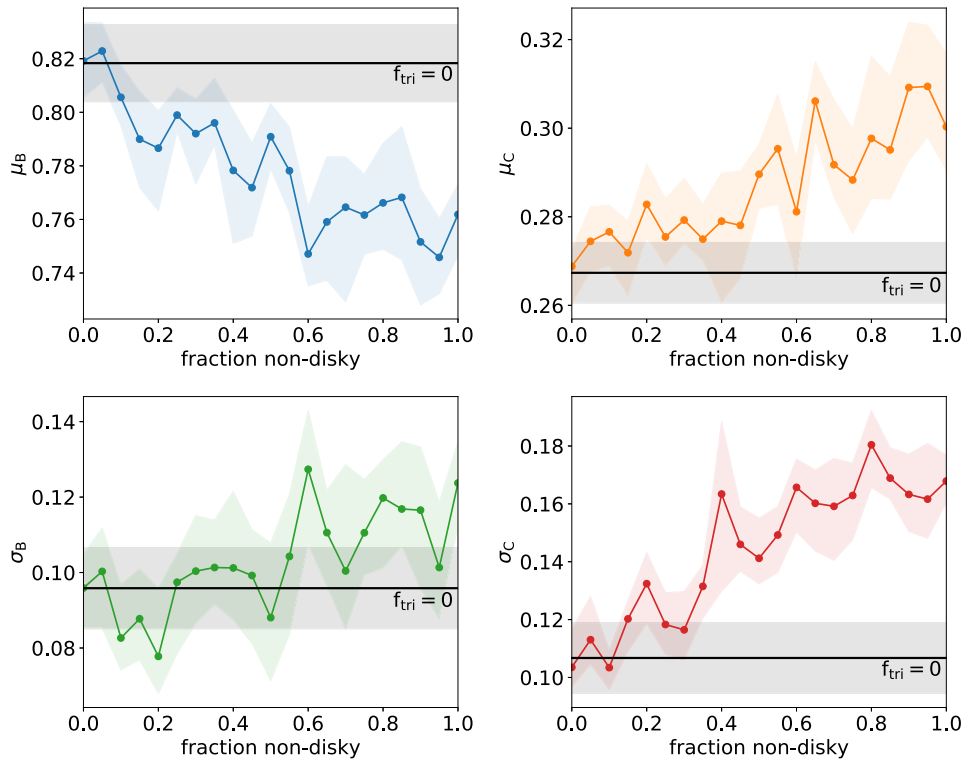 0.82
0.80
0.78
0.76
0.74
μ_B
f_tri = 0
0.0 0.2 0.4 0.6 0.8 1.0
fraction non-disky
0.32
0.30
0.28
0.26
μ_C
f_tri = 0
0.0 0.2 0.4 0.6 0.8 1.0
fraction non-disky
0.14
0.12
0.10
0.08
σ_B
f_tri = 0
0.0 0.2 0.4 0.6 0.8 1.0
fraction non-disky
0.18
0.16
0.14
0.12
0.10
σ_C
f_tri = 0
0.0 0.2 0.4 0.6 0.8 1.0
fraction non-disky